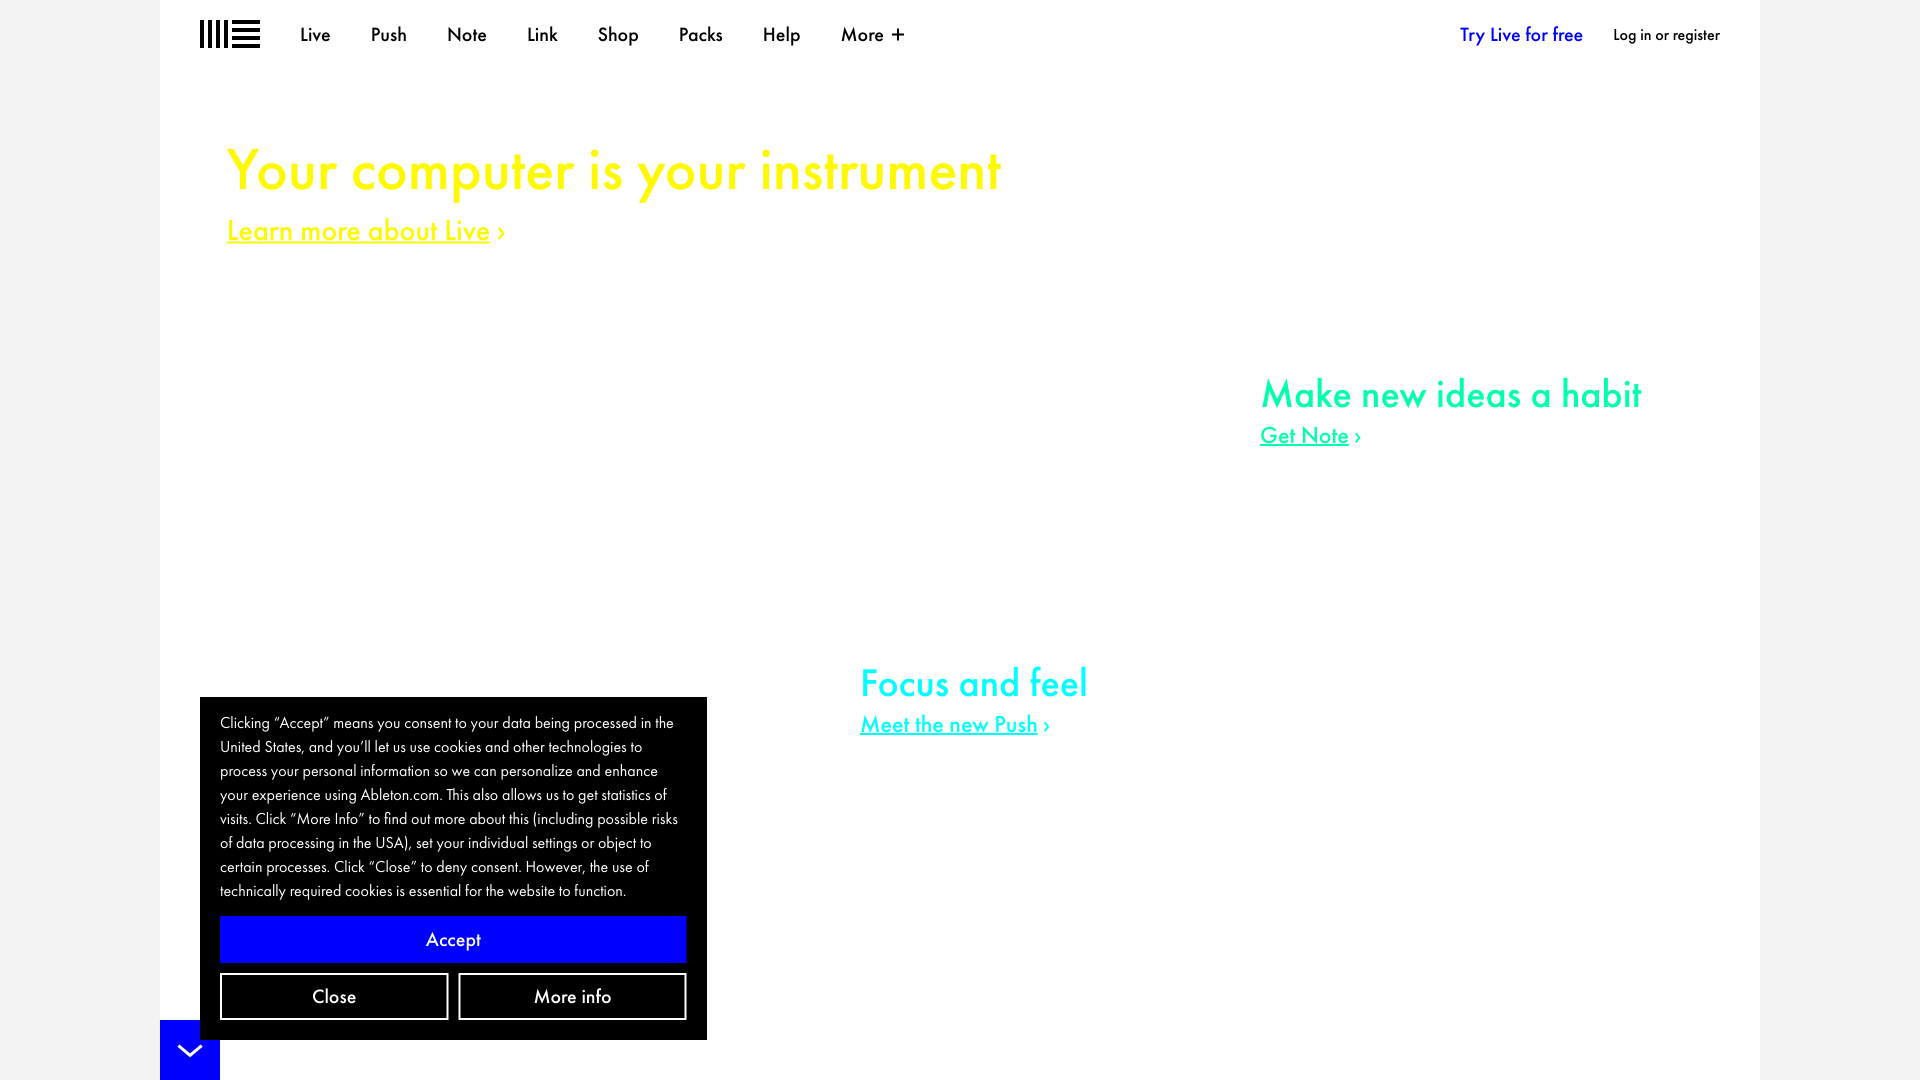 Live Push Note Link Shop Packs Help More + Try Live for free Log in or register
Your computer is your instrument
Learn more about Live ›
Make new ideas a habit
Get Note ›
Focus and feel
Meet the new Push ›
Clicking “Accept” means you consent to your data being processed in the
United States, and you’ll let us use cookies and other technologies to
process your personal information so we can personalize and enhance
your experience using Ableton.com. This also allows us to get statistics of
visits. Click “More Info” to find out more about this (including possible risks
of data processing in the USA), set your individual settings or object to
certain processes. Click “Close” to deny consent. However, the use of
technically required cookies is essential for the website to function.
Accept
Close More info